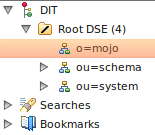 DIT
Root DSE (4)
o=mojo
ou=schema
ou=system
Searches
Bookmarks